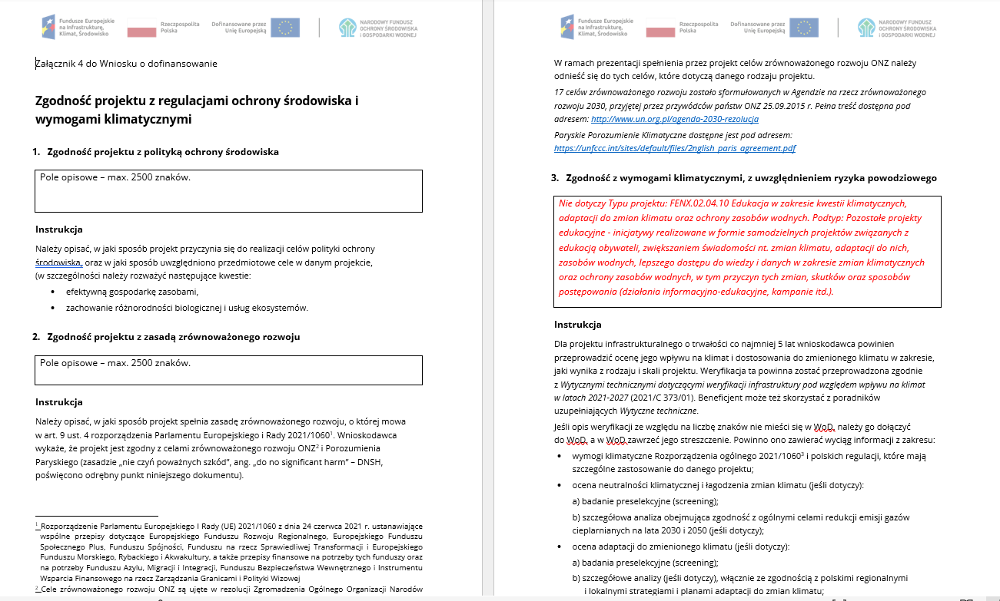 Fundusze Europejskie
na Infrastrukturę,
Klimat, Środowisko
Rzeczpospolita
Polska
Dofinansowane przez
Unię Europejską
NARODOWY FUNDUSZ
OCHRONY ŚRODOWISKA
i GOSPODARKI WODNEJ
Załącznik 4 do Wniosku o dofinansowanie
Zgodność projektu z regulacjami ochrony środowiska i
wymogami klimatycznymi
1. Zgodność projektu z polityką ochrony środowiska
Pole opisowe – max. 2500 znaków.
Instrukcja
Należy opisać, w jaki sposób projekt przyczynia się do realizacji celów polityki ochrony
środowiska, oraz w jaki sposób uwzględniono przedmiotowe cele w danym projekcie,
(w szczególności należy rozważyć następujące kwestie:
• efektywną gospodarkę zasobami,
• zachowanie różnorodności biologicznej i usług ekosystemów.
2. Zgodność projektu z zasadą zrównoważonego rozwoju
Pole opisowe – max. 2500 znaków.
Instrukcja
Należy opisać, w jaki sposób projekt spełnia zasadę zrównoważonego rozwoju, o której mowa
w art. 9 ust. 4 rozporządzenia Parlamentu Europejskiego i Rady 2021/1060¹. Wnioskodawca
wykaże, że projekt jest zgodny z celami zrównoważonego rozwoju ONZ² i Porozumienia
Paryskiego (zasadzie „nie czyń poważnych szkód”, ang. „do no significant harm” – DNSH,
poświęcono odrębny punkt niniejszego dokumentu).
¹ Rozporządzenie Parlamentu Europejskiego I Rady (UE) 2021/1060 z dnia 24 czerwca 2021 r. ustanawiające
wspólne przepisy dotyczące Europejskiego Funduszu Rozwoju Regionalnego, Europejskiego Funduszu
Społecznego Plus, Funduszu Spójności, Funduszu na rzecz Sprawiedliwej Transformacji i Europejskiego
Funduszu Morskiego, Rybackiego i Akwakultury, a także przepisy finansowe na potrzeby tych funduszy oraz
na potrzeby Funduszu Azylu, Migracji i Integracji, Funduszu Bezpieczeństwa Wewnętrznego i Instrumentu
Wsparcia Finansowego na rzecz Zarządzania Granicami i Polityki Wizowej
² Cele zrównoważonego rozwoju ONZ są ujęte w rezolucji Zgromadzenia Ogólnego Organizacji Narodów
Fundusze Europejskie
na Infrastrukturę,
Klimat, Środowisko
Rzeczpospolita
Polska
Dofinansowane przez
Unię Europejską
NARODOWY FUNDUSZ
OCHRONY ŚRODOWISKA
i GOSPODARKI WODNEJ
W ramach prezentacji spełnienia przez projekt celów zrównoważonego rozwoju ONZ należy
odnieść się do tych celów, które dotyczą danego rodzaju projektu.
17 celów zrównoważonego rozwoju zostało sformułowanych w Agendzie na rzecz zrównoważonego
rozwoju 2030, przyjętej przez przywódców państw ONZ 25.09.2015 r. Pełna treść dostępna pod
adresem: http://www.un.org.pl/agenda-2030-rezolucja
Paryskie Porozumienie Klimatyczne dostępne jest pod adresem:
https://unfccc.int/sites/default/files/2nglish_paris_agreement.pdf
3. Zgodność z wymogami klimatycznymi, z uwzględnieniem ryzyka powodziowego
Nie dotyczy Typu projektu: FENX.02.04.10 Edukacja w zakresie kwestii klimatycznych,
adaptacji do zmian klimatu oraz ochrony zasobów wodnych. Podtyp: Pozostałe projekty
edukacyjne - inicjatywy realizowane w formie samodzielnych projektów związanych z
edukacją obywateli, zwiększaniem świadomości nt. zmian klimatu, adaptacji do nich,
zasobów wodnych, lepszego dostępu do wiedzy i danych w zakresie zmian klimatycznych
oraz ochrony zasobów wodnych, w tym przyczyn tych zmian, skutków oraz sposobów
postępowania (działania informacyjno-edukacyjne, kampanie itd.).
Instrukcja
Dla projektu infrastrukturalnego o trwałości co najmniej 5 lat wnioskodawca powinien
przeprowadzić ocenę jego wpływu na klimat i dostosowania do zmienionego klimatu w zakresie,
jaki wynika z rodzaju i skali projektu. Weryfikacja ta powinna zostać przeprowadzona zgodnie
z Wytycznymi technicznymi dotyczącymi weryfikacji infrastruktury pod względem wpływu na klimat
w latach 2021-2027 (2021/C 373/01). Beneficjent może też skorzystać z poradników
uzupełniających Wytyczne techniczne.
Jeśli opis weryfikacji ze względu na liczbę znaków nie mieści się w WoD, należy go dołączyć
do WoD, a w WoD zawrzeć jego streszczenie. Powinno ono zawierać wyciąg informacji z zakresu:
• wymogi klimatyczne Rozporządzenia ogólnego 2021/1060³ i polskich regulacji, które mają
szczególne zastosowanie do danego projektu;
• ocena neutralności klimatycznej i łagodzenia zmian klimatu (jeśli dotyczy):
a) badanie preselekcyjne (screening);
b) szczegółowa analiza obejmująca zgodność z ogólnymi celami redukcji emisji gazów
cieplarnianych na lata 2030 i 2050 (jeśli dotyczy);
• ocena adaptacji do zmienionego klimatu (jeśli dotyczy):
a) badanie preselekcyjne (screening);
b) szczegółowe analizy (jeśli dotyczy), włącznie ze zgodnością z polskimi regionalnymi
i lokalnymi strategiami i planami adaptacji do zmian klimatu;